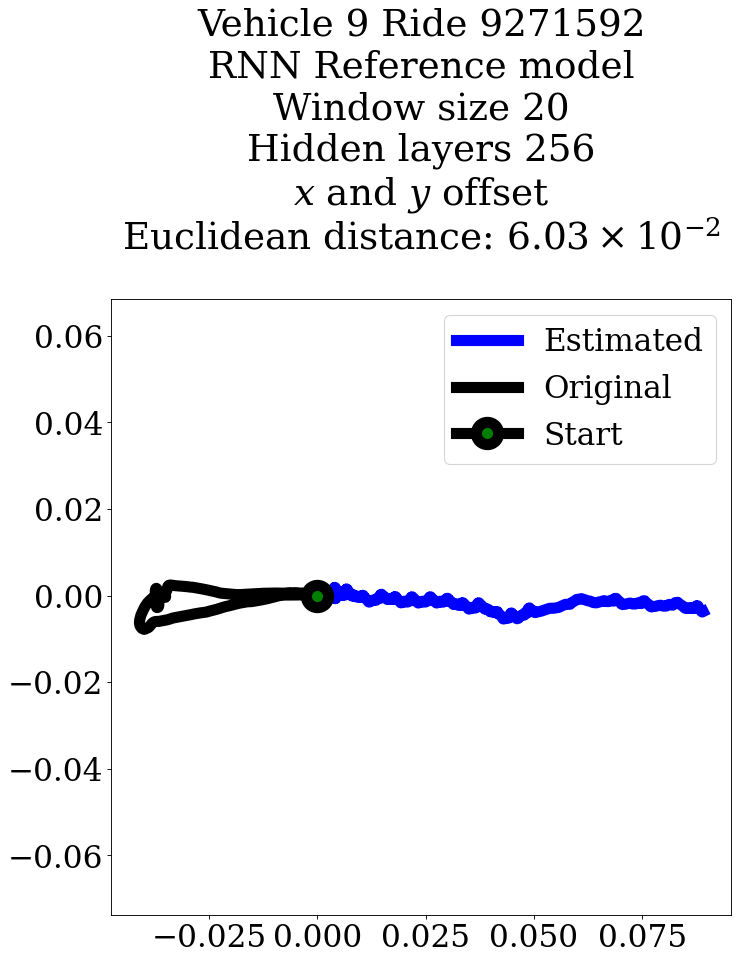 Vehicle 9 Ride 9271592
RNN Reference model
Window size 20
Hidden layers 256
x and y offset
Euclidean distance: 6.03 × 10⁻²
Estimated
Original
Start
0.06
0.04
0.02
0.00
−0.02
−0.04
−0.06
−0.025 0.000 0.025 0.050 0.075